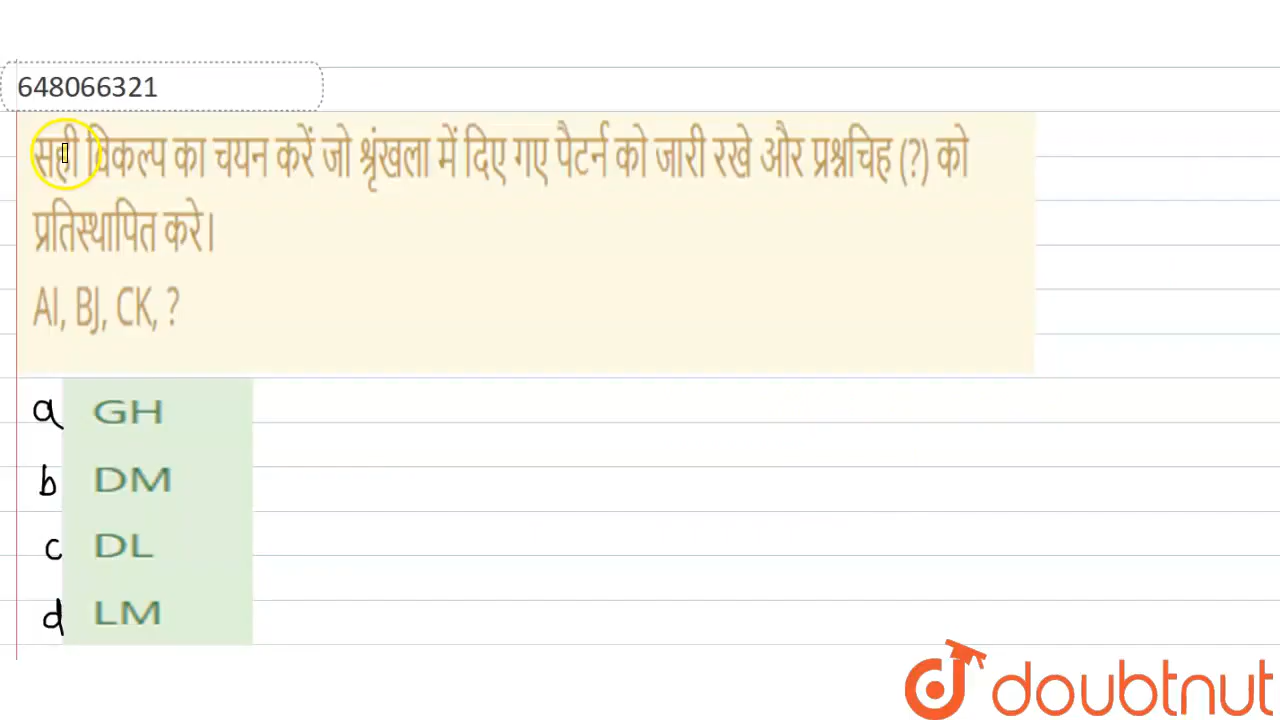 648066321
सही विकल्प का चयन करें जो श्रृंखला में दिए गए पैटर्न को जारी रखे और प्रश्नचिह (?) को
प्रतिस्थापित करे।
AI, BJ, CK, ?
a GH
b DM
c DL
d LM
doubtnut